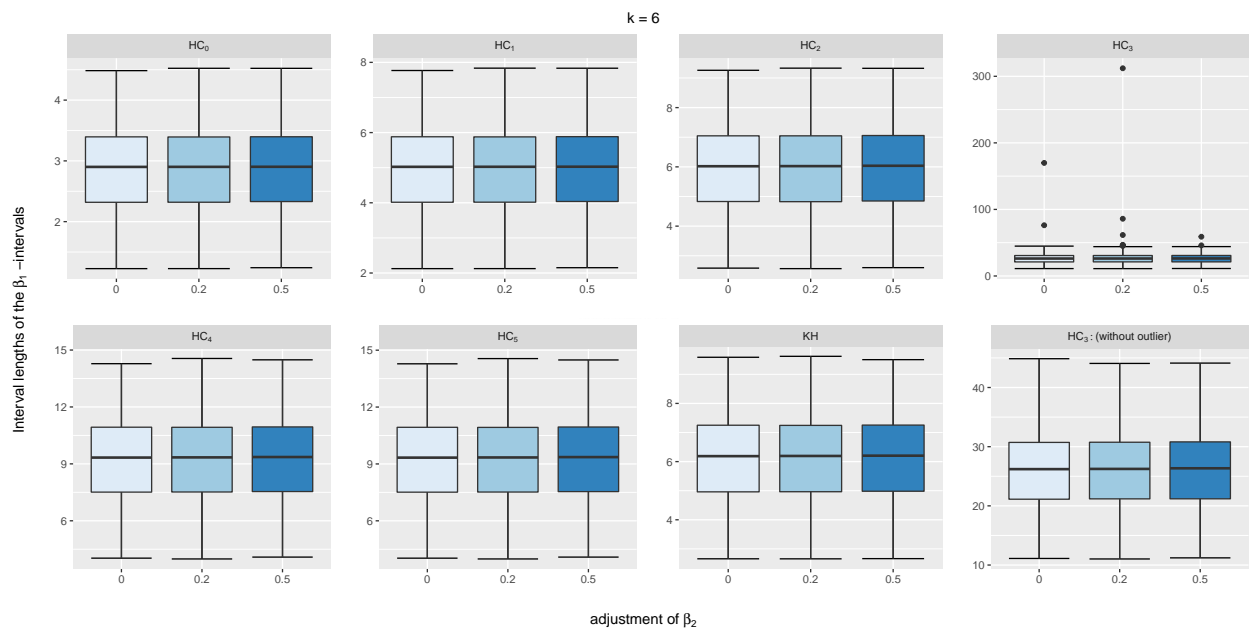 k = 6
HC₀
HC₁
HC₂
HC₃
4
3
2
8
6
4
2
8
6
4
300
200
100
0
0 0.2 0.5
0 0.2 0.5
0 0.2 0.5
0 0.2 0.5
Interval lengths of the β₁ −intervals
HC₄
HC₅
KH
HC₃ : (without outlier)
15
12
9
6
15
12
9
6
8
6
4
40
30
20
10
0 0.2 0.5
0 0.2 0.5
0 0.2 0.5
0 0.2 0.5
adjustment of β₂